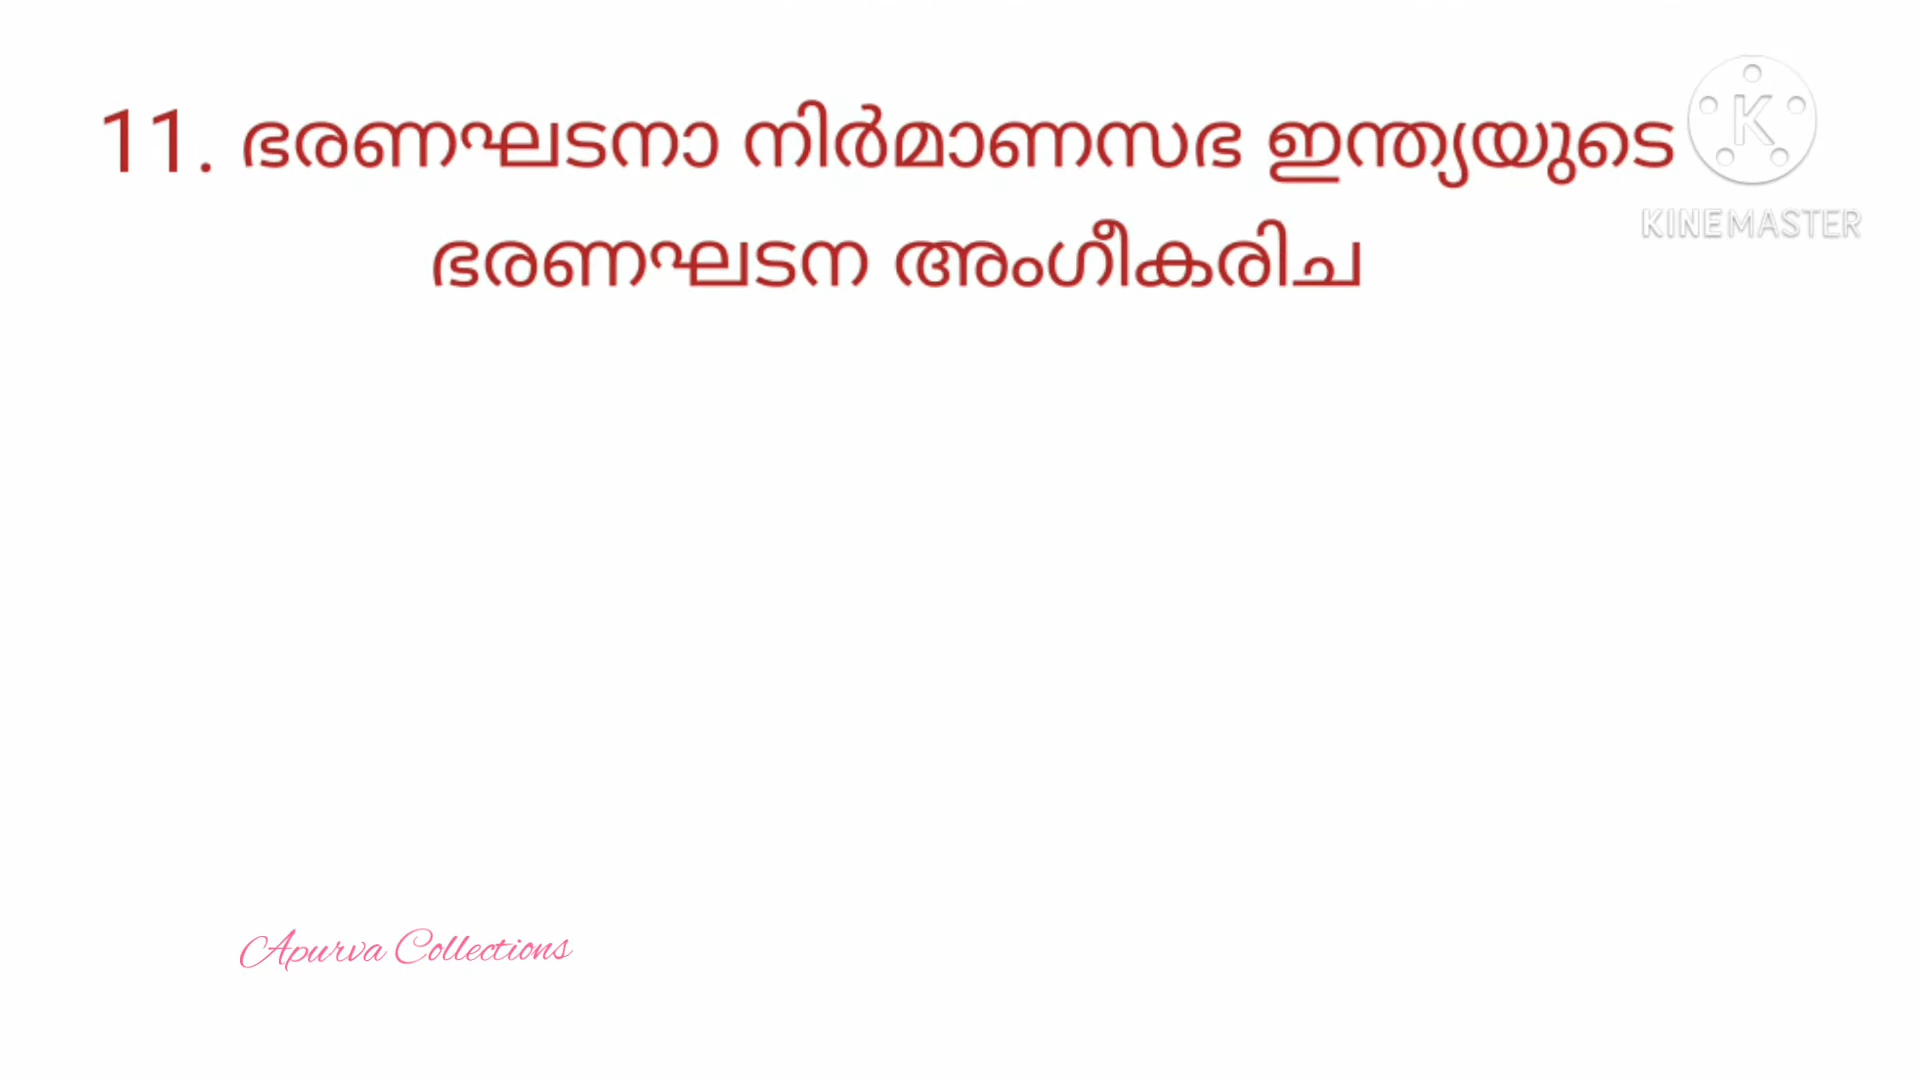 11. ഭരണഘടനാ നിർമാണസഭ ഇന്ത്യയുടെ
ഭരണഘടന അംഗീകരിച
K
KINEMASTER
Apurva Collections